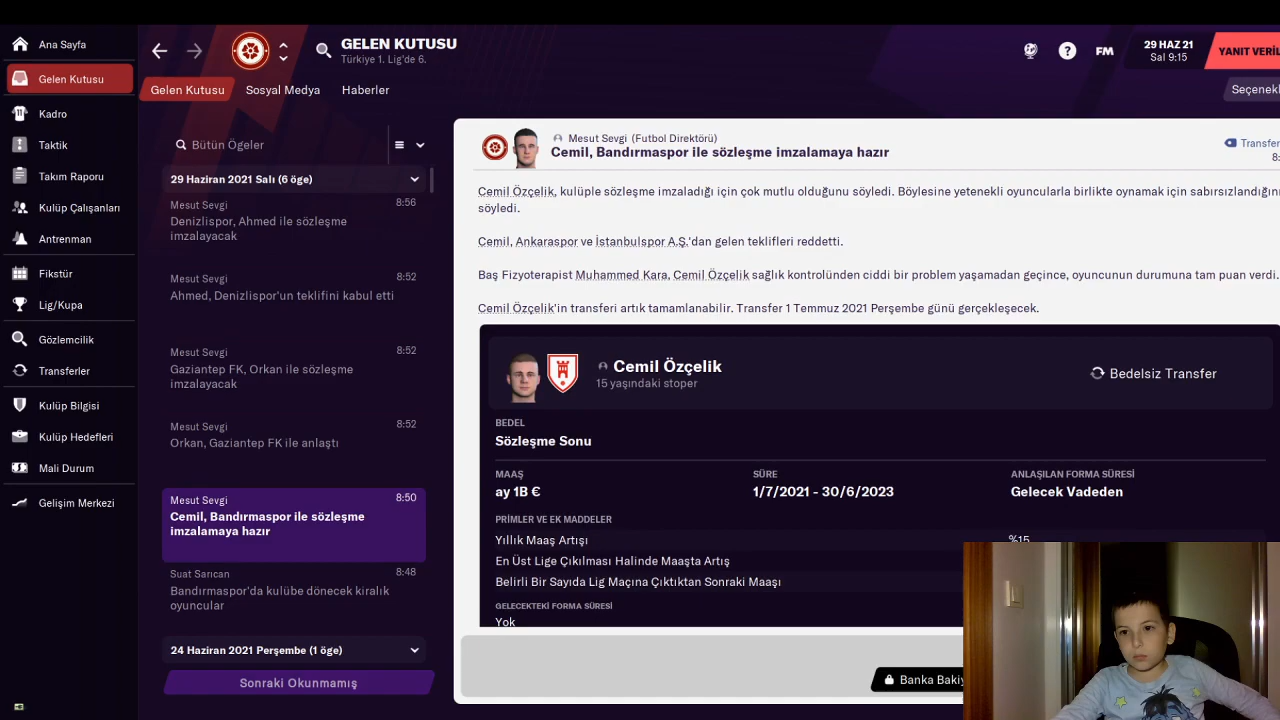 Ana Sayfa
Gelen Kutusu
Kadro
Taktik
Takım Raporu
Kulüp Çalışanları
Antrenman
Fikstür
Lig/Kupa
Gözlemcilik
Transferler
Kulüp Bilgisi
Kulüp Hedefleri
Mali Durum
Gelişim Merkezi
GELEN KUTUSU
Türkiye 1. Lig'de 6.
FM
29 HAZ 21
Sal 9:15
YANIT VERİL
Gelen Kutusu
Sosyal Medya
Haberler
Seçenekl
Bütün Ögeler
29 Haziran 2021 Salı (6 öge)
Mesut Sevgi 8:56
Denizlispor, Ahmed ile sözleşme
imzalayacak
Mesut Sevgi 8:52
Ahmed, Denizlispor'un teklifini kabul etti
Mesut Sevgi 8:52
Gaziantep FK, Orkan ile sözleşme
imzalayacak
Mesut Sevgi 8:52
Orkan, Gaziantep FK ile anlaştı
Mesut Sevgi 8:50
Cemil, Bandırmaspor ile sözleşme
imzalamaya hazır
Suat Sarıcan 8:48
Bandırmaspor'da kulübe dönecek kiralık
oyuncular
24 Haziran 2021 Perşembe (1 öge)
Sonraki Okunmamış
Mesut Sevgi (Futbol Direktörü)
Cemil, Bandırmaspor ile sözleşme imzalamaya hazır
Transfer
8:
Cemil Özçelik, kulüple sözleşme imzaladığı için çok mutlu olduğunu söyledi. Böylesine yetenekli oyuncularla birlikte oynamak için sabırsızlandığın
söyledi.
Cemil, Ankaraspor ve İstanbulspor A.Ş.'dan gelen teklifleri reddetti.
Baş Fizyoterapist Muhammed Kara, Cemil Özçelik sağlık kontrolünden ciddi bir problem yaşamadan geçince, oyuncunun durumuna tam puan verdi.
Cemil Özçelik'in transferi artık tamamlanabilir. Transfer 1 Temmuz 2021 Perşembe günü gerçekleşecek.
Cemil Özçelik
15 yaşındaki stoper
Bedelsiz Transfer
BEDEL
Sözleşme Sonu
MAAŞ SÜRE ANLAŞILAN FORMA SÜRESİ
ay 1B € 1/7/2021 - 30/6/2023 Gelecek Vadeden
PRİMLER VE EK MADDELER
Yıllık Maaş Artışı %15
En Üst Lige Çıkılması Halinde Maaşta Artış
Belirli Bir Sayıda Lig Maçına Çıktıktan Sonraki Maaşı
GELECEKTEKİ FORMA SÜRESİ
Yok
Banka Bakiy